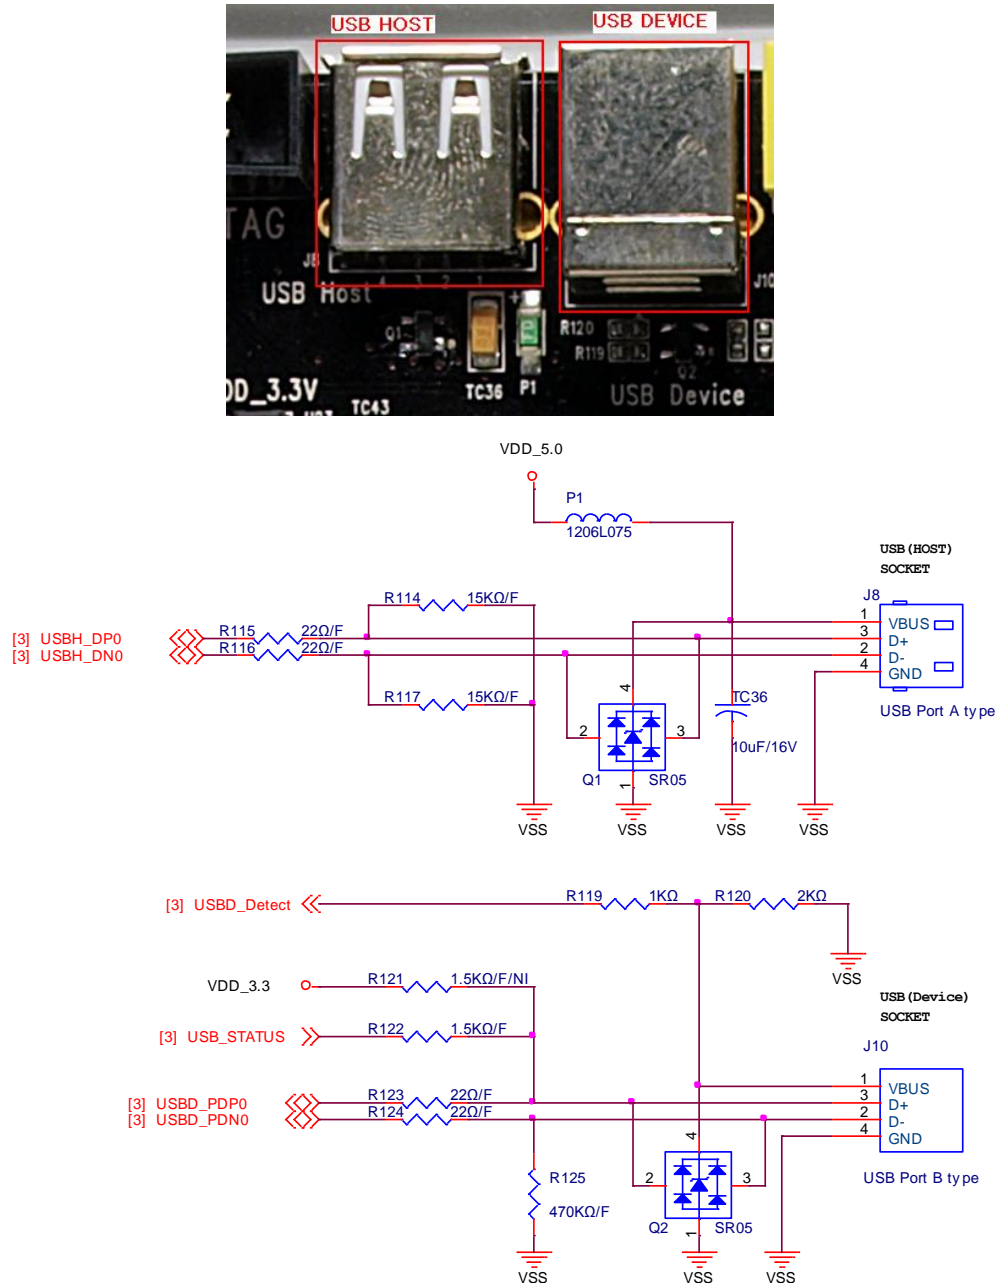 USB HOST
USB DEVICE
TAG
J8
4 3 2 1
J10
USB Host
Q1
+
R120
R119
Q2
DD_3.3V
TC43
TC36
P1
USB Device
VDD_5.0
P1
1206L075
USB(HOST)
SOCKET
J8
R114 15KΩ/F
[3] USBH_DP0
R115 22Ω/F
[3] USBH_DN0
R116 22Ω/F
1 VBUS
3 D+
2 D-
4 GND
R117 15KΩ/F
4
TC36
USB Port A type
2
3
10uF/16V
Q1
1
SR05
VSS
VSS
VSS
VSS
[3] USBD_Detect
R119 1KΩ
R120 2KΩ
VSS
VDD_3.3
R121 1.5KΩ/F/NI
USB(Device)
SOCKET
[3] USB_STATUS
R122 1.5KΩ/F
J10
[3] USBD_PDP0
R123 22Ω/F
[3] USBD_PDN0
R124 22Ω/F
1 VBUS
3 D+
2 D-
4 GND
4
R125
470KΩ/F
2
3
USB Port B type
Q2
1
SR05
VSS
VSS
VSS